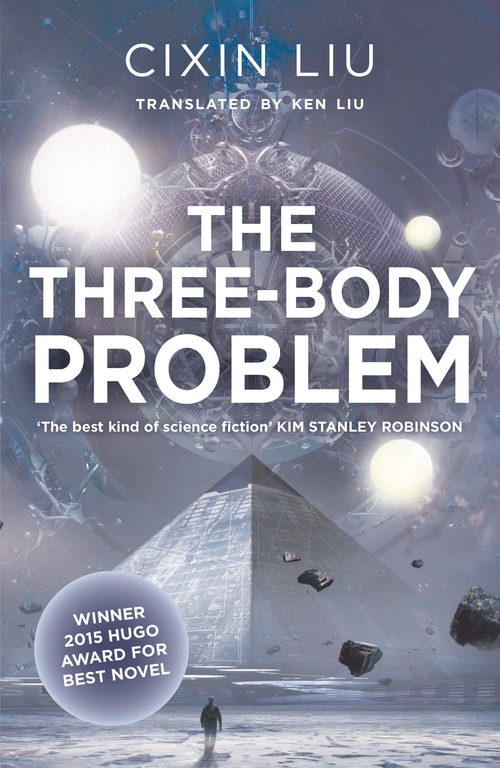 CIXIN LIU
TRANSLATED BY KEN LIU
THE
THREE-BODY
PROBLEM
‘The best kind of science fiction’ KIM STANLEY ROBINSON
WINNER
2015 HUGO
AWARD FOR
BEST NOVEL